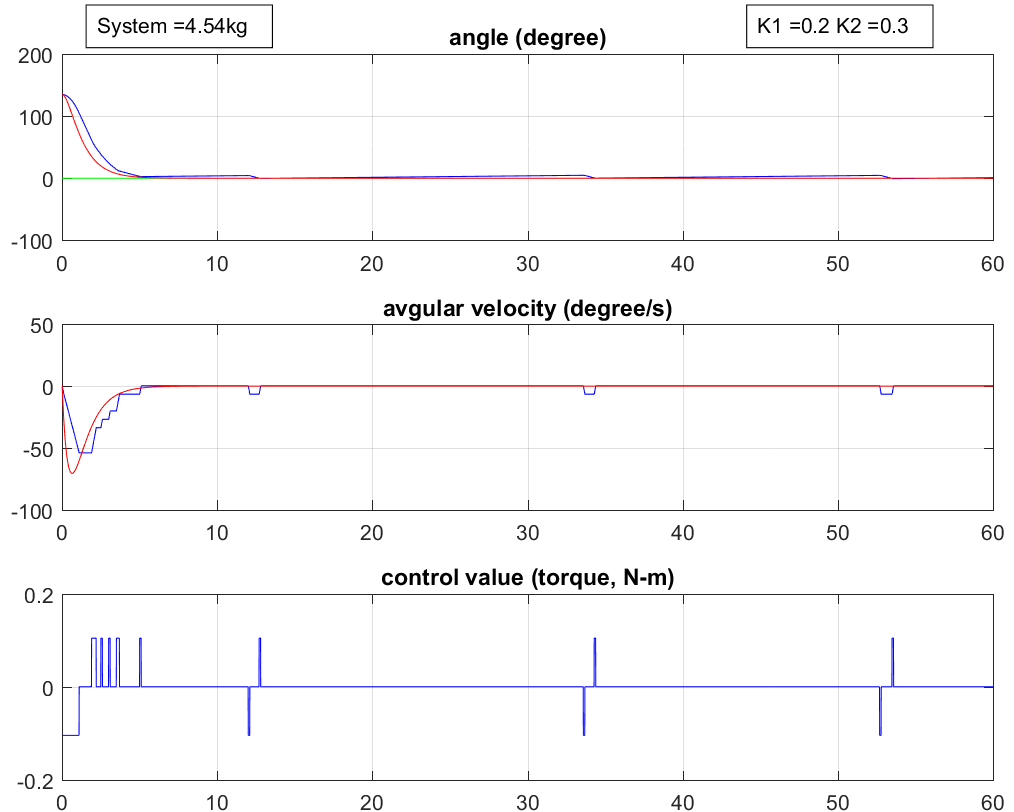 System =4.54kg
K1 =0.2 K2 =0.3
angle (degree)
200
100
0
-100
0 10 20 30 40 50 60
avgular velocity (degree/s)
50
0
-50
-100
0 10 20 30 40 50 60
control value (torque, N-m)
0.2
0
-0.2
0 10 20 30 40 50 60